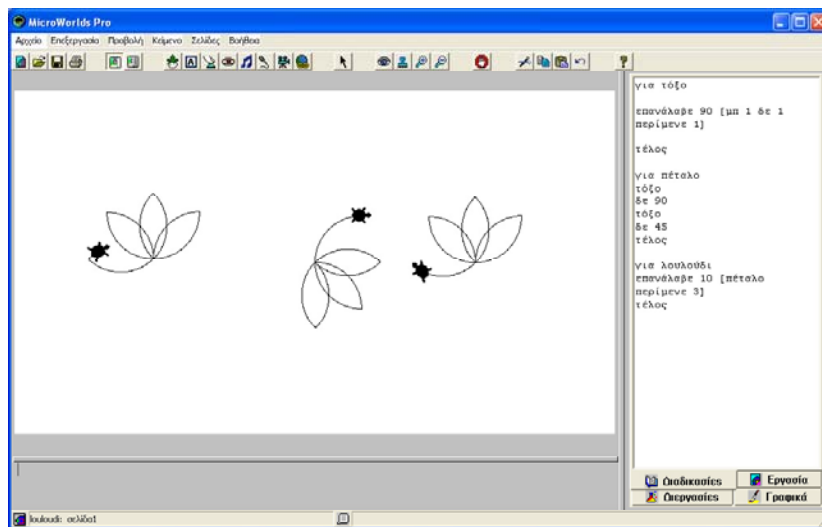 MicroWorlds Pro
Αρχείο Επεξεργασία Προβολή Κείμενο Σελίδες Βοήθεια
για τόξο
επανάλαβε 90 [μπ 1 δε 1
περίμενε 1]
τέλος
για πέταλο
τόξο
δε 90
τόξο
δε 45
τέλος
για λουλούδι
επανάλαβε 10 [πέταλο
περίμενε 3]
τέλος
Διαδικασίες Εργασία
Διεργασίες Γραφικά
louloudi: σελίδα1